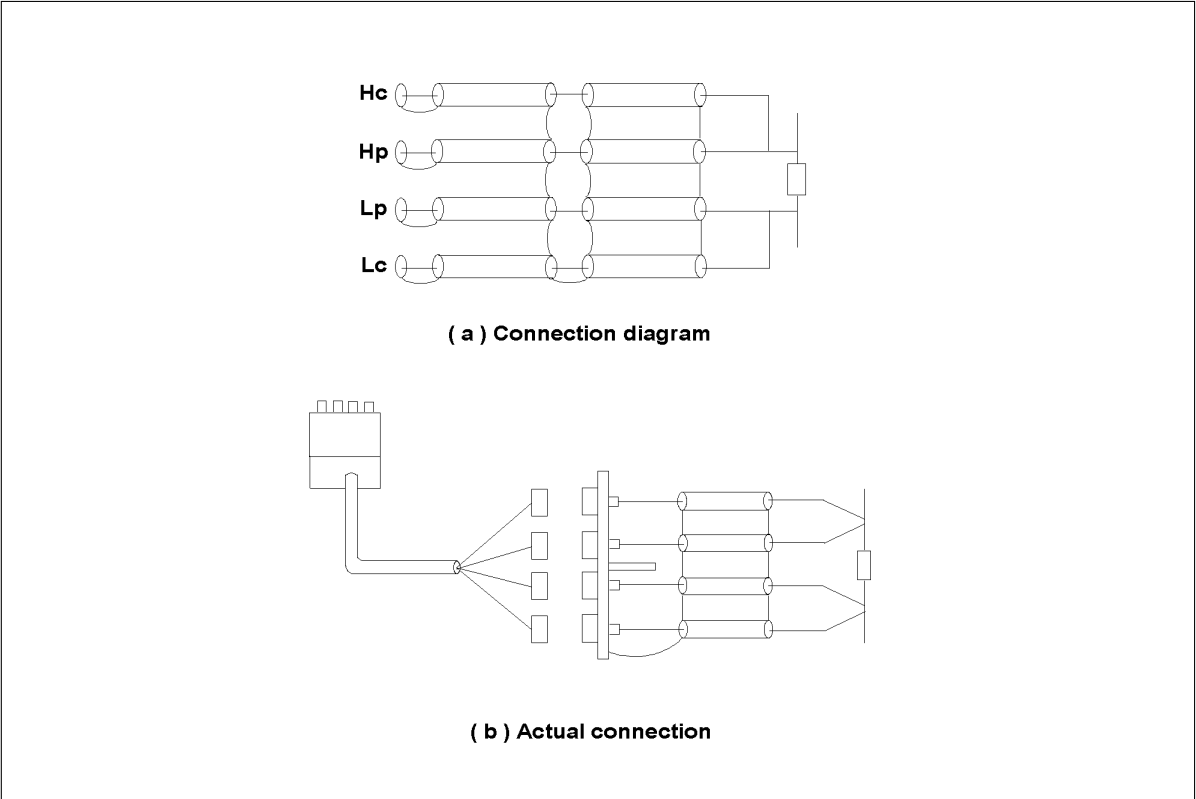 Hc
Hp
Lp
Lc
( a ) Connection diagram
( b ) Actual connection